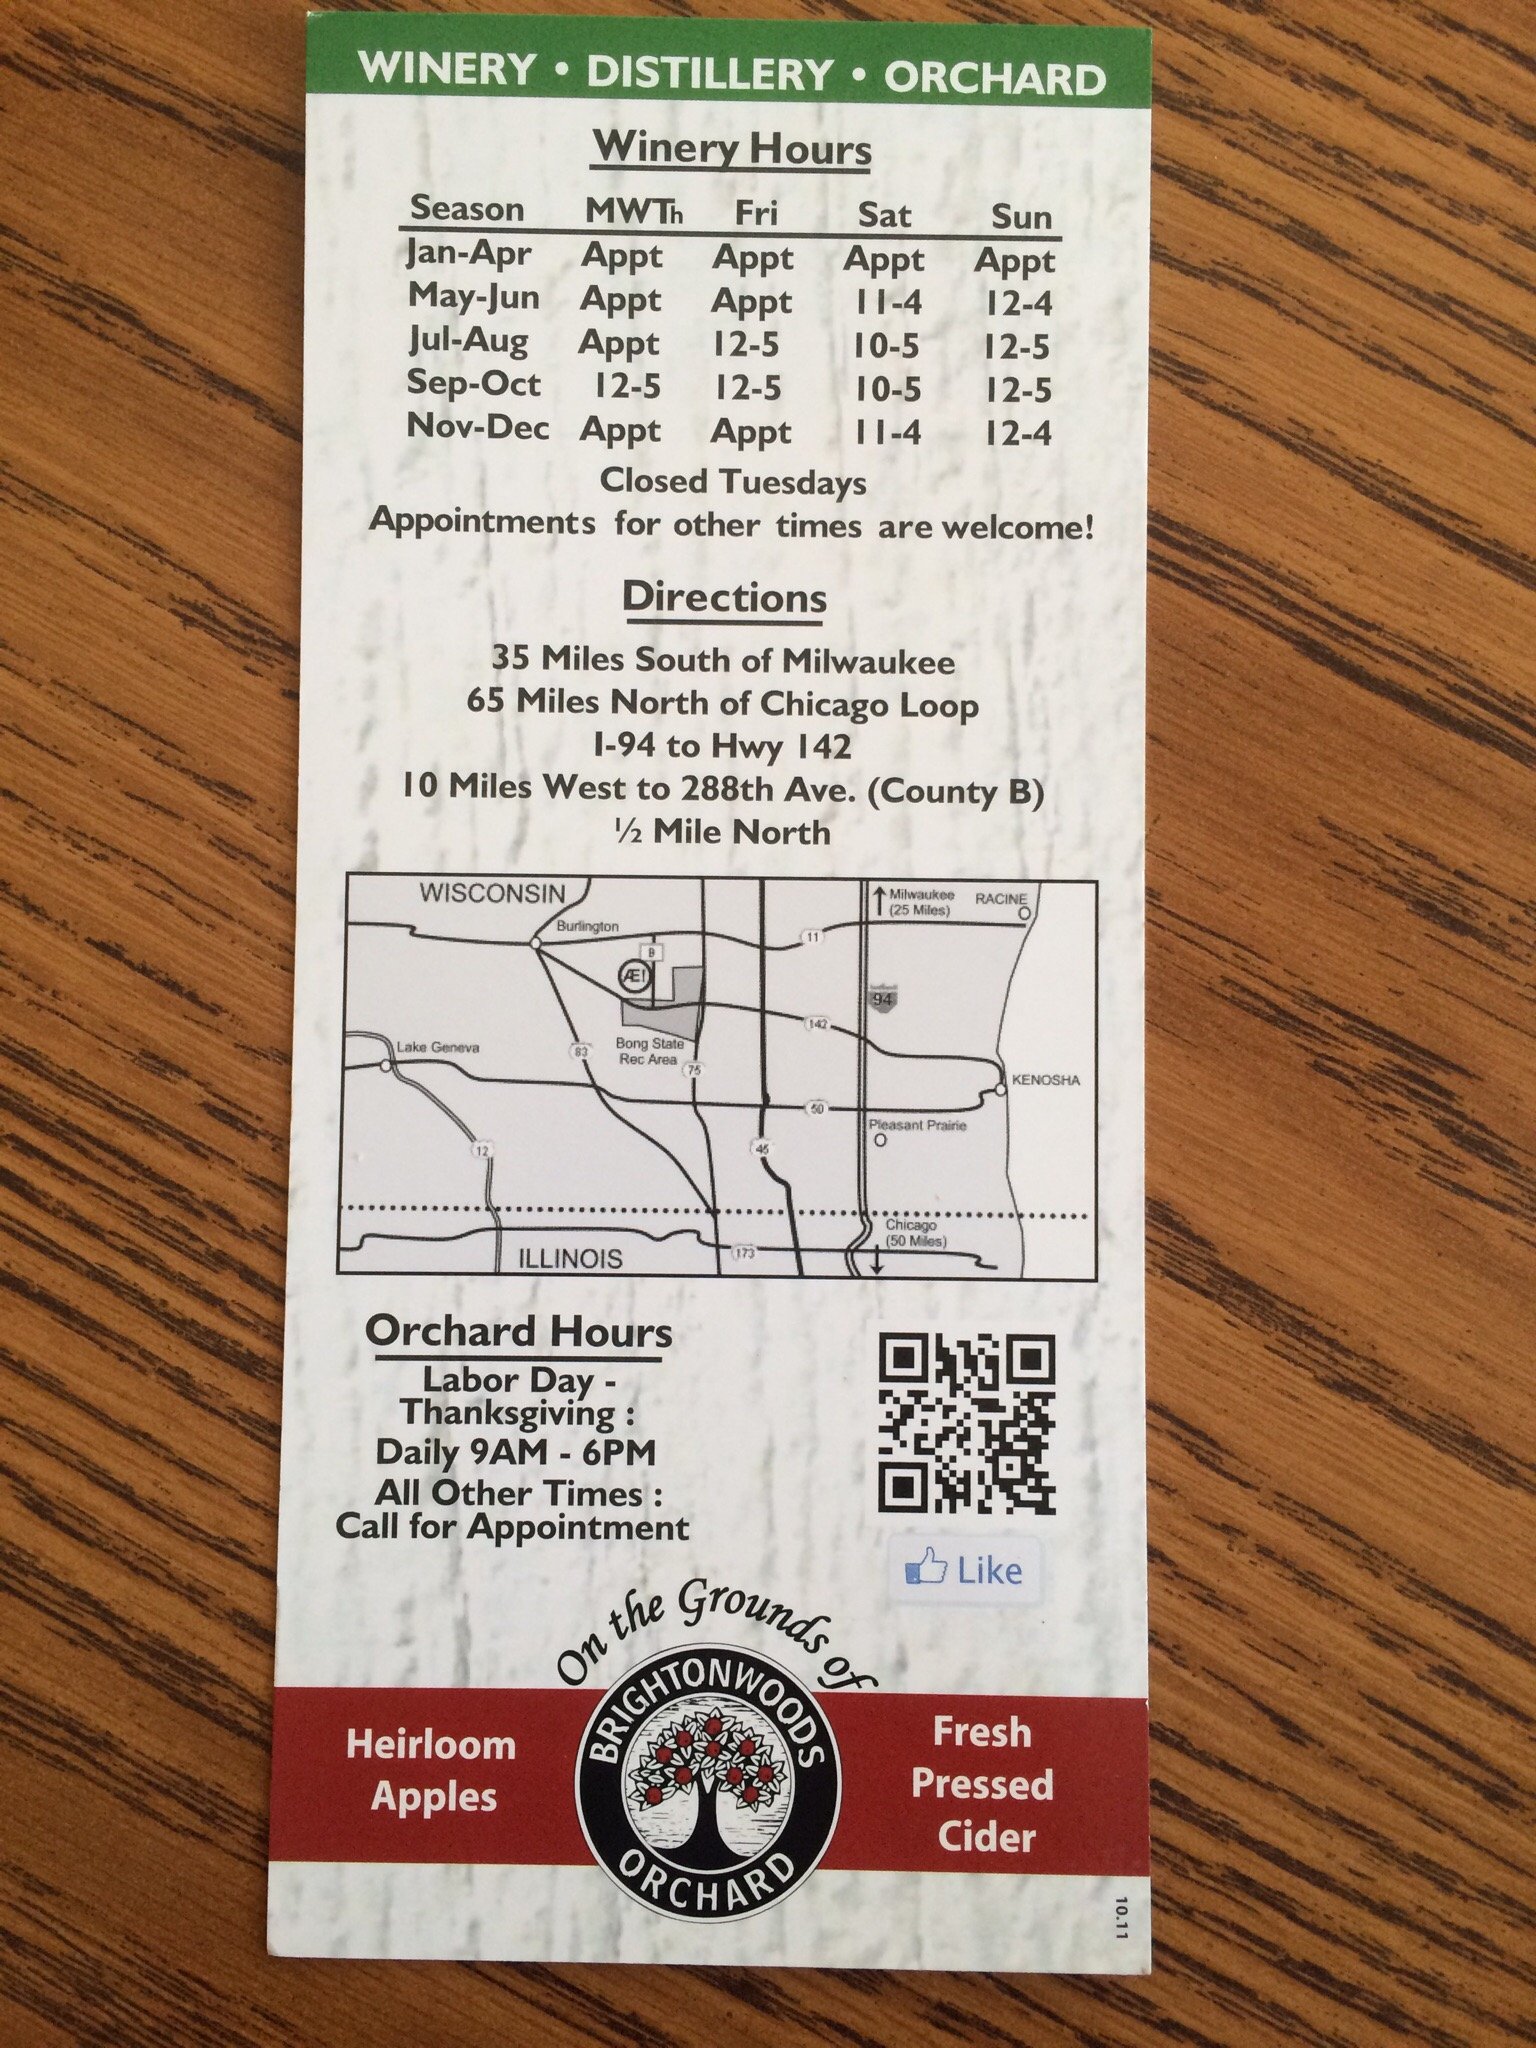 WINERY • DISTILLERY • ORCHARD
Winery Hours
Season MWTh Fri Sat Sun
Jan-Apr Appt Appt Appt Appt
May-Jun Appt Appt 11-4 12-4
Jul-Aug Appt 12-5 10-5 12-5
Sep-Oct 12-5 12-5 10-5 12-5
Nov-Dec Appt Appt 11-4 12-4
Closed Tuesdays
Appointments for other times are welcome!
Directions
35 Miles South of Milwaukee
65 Miles North of Chicago Loop
I-94 to Hwy 142
10 Miles West to 288th Ave. (County B)
½ Mile North
WISCONSIN
Milwaukee
(25 Miles)
RACINE
Burlington
11
B
ÆI
94
142
Bong State
Rec Area
Lake Geneva
83
75
KENOSHA
50
Pleasant Prairie
12
45
Chicago
(50 Miles)
173
ILLINOIS
Orchard Hours
Labor Day -
Thanksgiving :
Daily 9AM - 6PM
All Other Times :
Call for Appointment
Like
On the Grounds of
BRIGHTONWOODS
ORCHARD
Heirloom
Apples
Fresh
Pressed
Cider
10.11